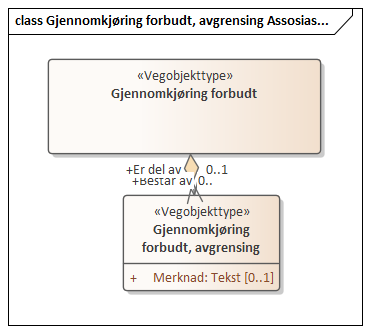 class Gjennomkjøring forbudt, avgrensing Assosias...
«Vegobjekttype»
Gjennomkjøring forbudt
+Er del av 0..1
+Består av 0..
«Vegobjekttype»
Gjennomkjøring
forbudt, avgrensing
+ Merknad: Tekst [0..1]